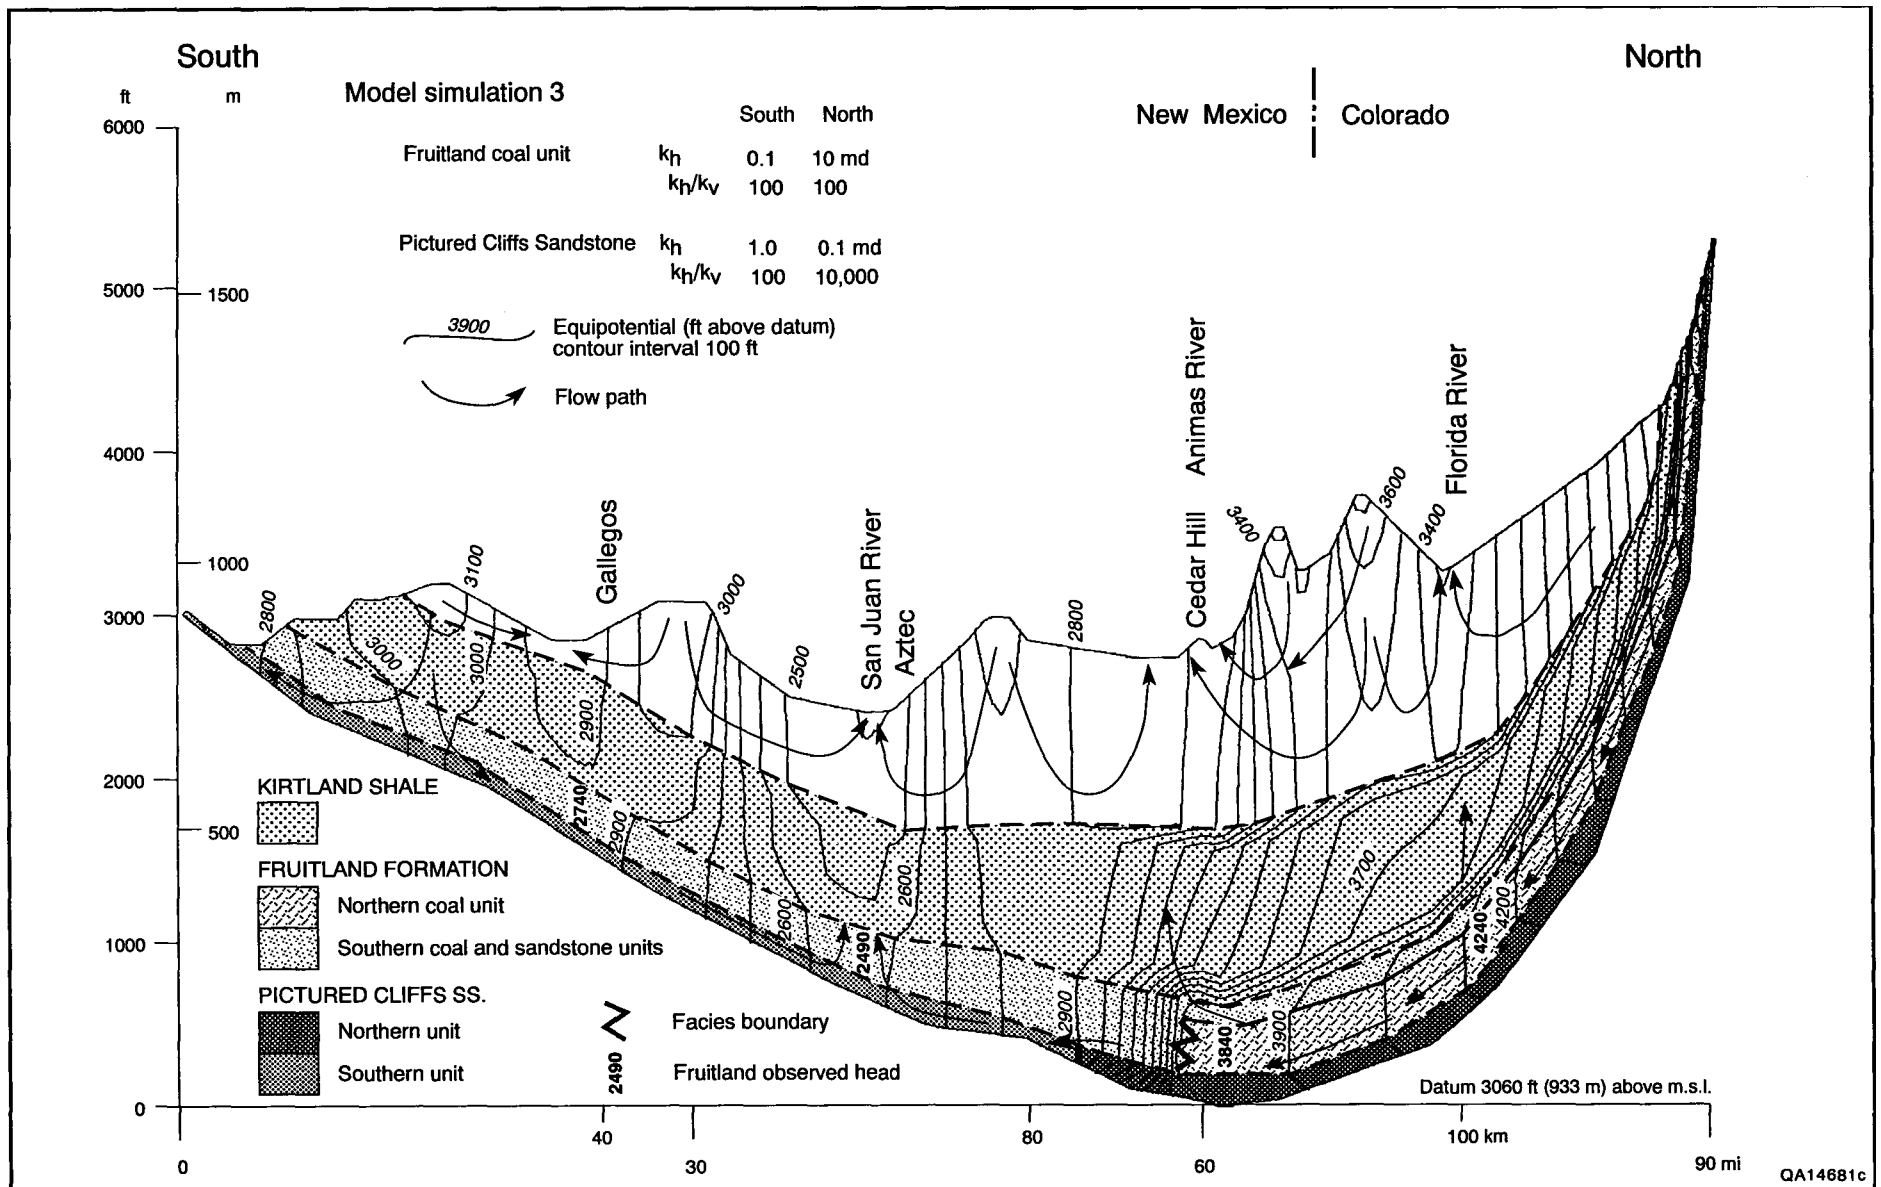 South
North
ft
m
Model simulation 3
South North
New Mexico Colorado
6000
Fruitland coal unit kh 0.1 10 md
kh/kv 100 100
Pictured Cliffs Sandstone kh 1.0 0.1 md
kh/kv 100 10,000
5000
1500
3900
Equipotential (ft above datum)
contour interval 100 ft
Flow path
4000
1000
3000
2000
500
1000
0
2800
3100
3000
3000
Gallegos
2900
3000
2500
San Juan River
Aztec
2800
Cedar Hill
Animas River
3400
3600
3400
Florida River
2740
2900
2600
2490
2600
2900
3840
3900
3700
4240
4200
KIRTLAND SHALE
FRUITLAND FORMATION
Northern coal unit
Southern coal and sandstone units
PICTURED CLIFFS SS.
Northern unit
Southern unit
Facies boundary
2490
Fruitland observed head
Datum 3060 ft (933 m) above m.s.l.
40
80
100 km
0
30
60
90 mi
QA14681c